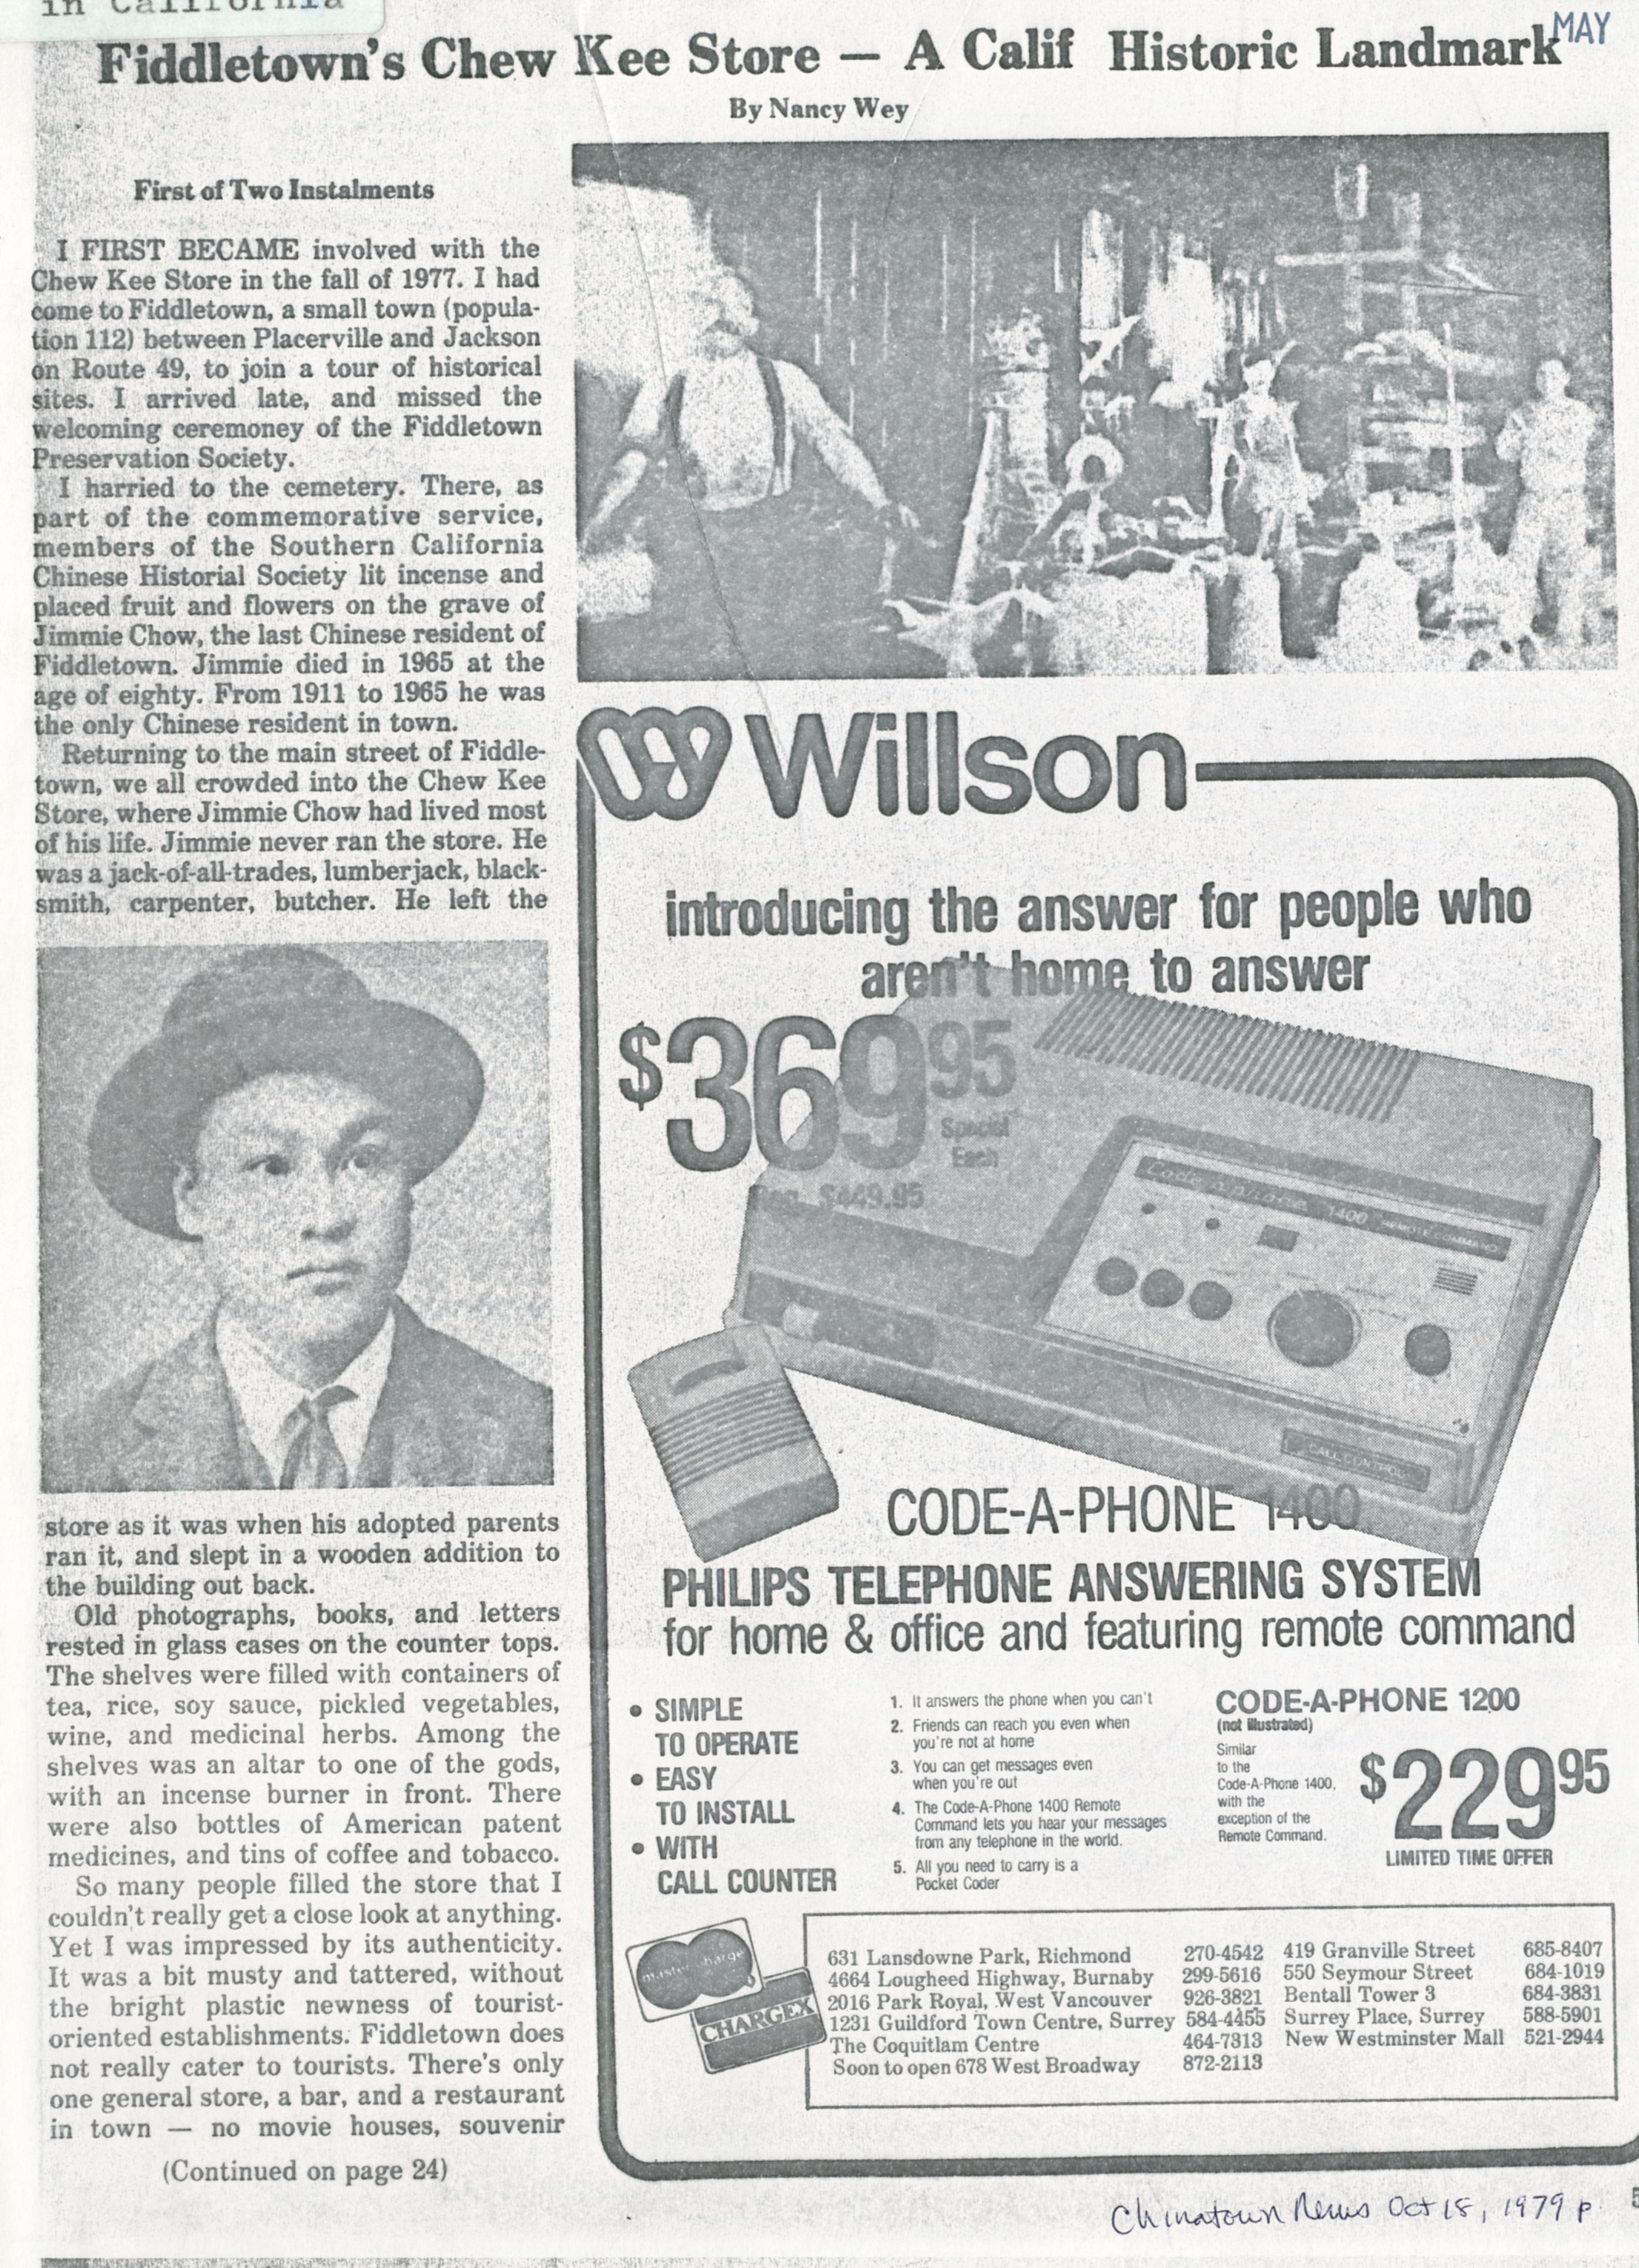 in California
MAY
Fiddletown's Chew Kee Store — A Calif Historic Landmark
By Nancy Wey
First of Two Instalments
I FIRST BECAME involved with the
Chew Kee Store in the fall of 1977. I had
come to Fiddletown, a small town (popula-
tion 112) between Placerville and Jackson
on Route 49, to join a tour of historical
sites. I arrived late, and missed the
welcoming ceremoney of the Fiddletown
Preservation Society.
I harried to the cemetery. There, as
part of the commemorative service,
members of the Southern California
Chinese Historial Society lit incense and
placed fruit and flowers on the grave of
Jimmie Chow, the last Chinese resident of
Fiddletown. Jimmie died in 1965 at the
age of eighty. From 1911 to 1965 he was
the only Chinese resident in town.
Returning to the main street of Fiddle-
town, we all crowded into the Chew Kee
Store, where Jimmie Chow had lived most
of his life. Jimmie never ran the store. He
was a jack-of-all-trades, lumberjack, black-
smith, carpenter, butcher. He left the
store as it was when his adopted parents
ran it, and slept in a wooden addition to
the building out back.
Old photographs, books, and letters
rested in glass cases on the counter tops.
The shelves were filled with containers of
tea, rice, soy sauce, pickled vegetables,
wine, and medicinal herbs. Among the
shelves was an altar to one of the gods,
with an incense burner in front. There
were also bottles of American patent
medicines, and tins of coffee and tobacco.
So many people filled the store that I
couldn't really get a close look at anything.
Yet I was impressed by its authenticity.
It was a bit musty and tattered, without
the bright plastic newness of tourist-
oriented establishments. Fiddletown does
not really cater to tourists. There's only
one general store, a bar, and a restaurant
in town — no movie houses, souvenir
(Continued on page 24)
Willson
introducing the answer for people who
aren't home to answer
$369 95
Special
Each
Reg. $449.95
Code-a-phone 1400 REMOTE COMMAND
CALL CONTROL
CODE-A-PHONE 1400
PHILIPS TELEPHONE ANSWERING SYSTEM
for home & office and featuring remote command
• SIMPLE
TO OPERATE
• EASY
TO INSTALL
• WITH
CALL COUNTER
1. It answers the phone when you can't
2. Friends can reach you even when
you're not at home
3. You can get messages even
when you're out
4. The Code-A-Phone 1400 Remote
Command lets you hear your messages
from any telephone in the world.
5. All you need to carry is a
Pocket Coder
CODE-A-PHONE 1200
(not illustrated)
Similar
to the
Code-A-Phone 1400,
with the
exception of the
Remote Command.
$229 95
LIMITED TIME OFFER
master charge
CHARGEX
631 Lansdowne Park, Richmond 270-4542
4664 Lougheed Highway, Burnaby 299-5616
2016 Park Royal, West Vancouver 926-3821
1231 Guildford Town Centre, Surrey 584-4455
The Coquitlam Centre 464-7313
Soon to open 678 West Broadway 872-2113
419 Granville Street 685-8407
550 Seymour Street 684-1019
Bentall Tower 3 684-3831
Surrey Place, Surrey 588-5901
New Westminster Mall 521-2944
Chinatown News Oct 18, 1979 p. 5